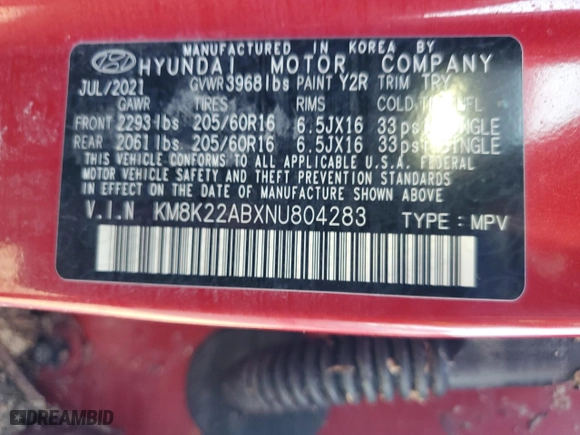 MANUFACTURED IN KOREA BY
HYUNDAI MOTOR COMPANY
JUL/2021 GVWR 3968lbs PAINT Y2R TRIM TRY
GAWR TIRES RIMS COLD
FRONT 2293lbs 205/60R16 6.5JX16 33
REAR 2061lbs 205/60R16 6.5JX16 33
THIS VEHICLE CONFORMS TO ALL APPLICABLE U.S.A. FEDERAL
MOTOR VEHICLE SAFETY AND THEFT PREVENTION STANDARDS
IN EFFECT ON THE DATE OF MANUFACTURE SHOWN ABOVE
V.I.N KM8K22ABXNU804283 TYPE:MPV
DREAMBID